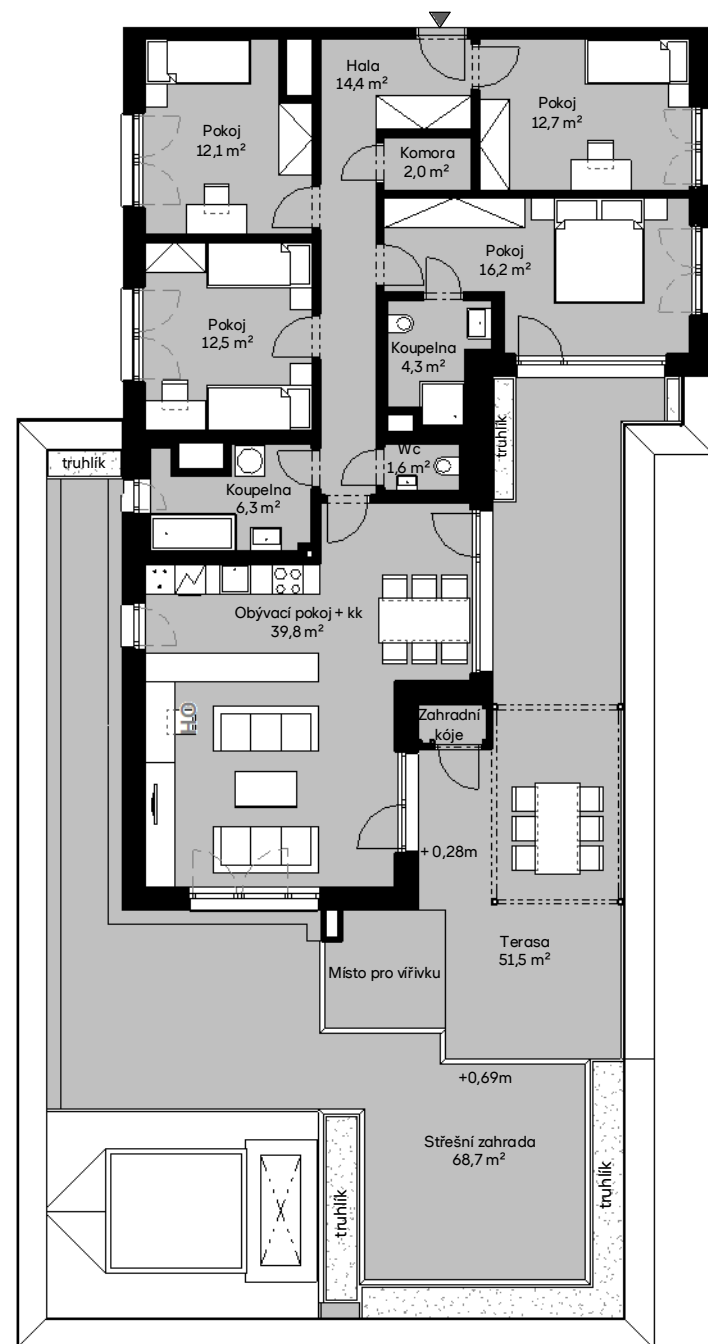 Hala
14,4 m²
Pokoj
12,1 m²
Pokoj
12,7 m²
Komora
2,0 m²
Pokoj
16,2 m²
Pokoj
12,5 m²
Koupelna
4,3 m²
truhlík
Wc
1,6 m²
truhlík
Koupelna
6,3 m²
Obývací pokoj + kk
39,8 m²
Zahradní
kóje
+ 0,28m
Terasa
51,5 m²
Místo pro vířivku
+0,69m
Střešní zahrada
68,7 m²
truhlík
truhlík